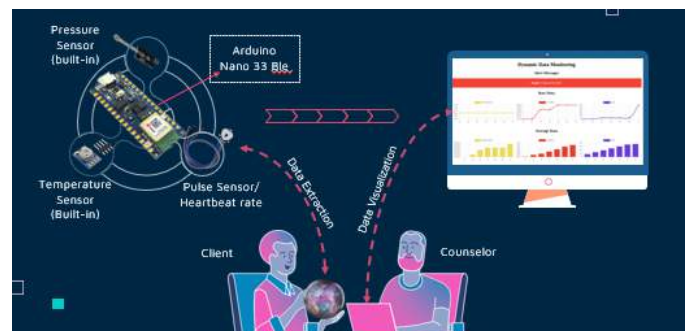 Pressure
Sensor
(built-in)
Arduino
Nano 33 Ble
Temperature
Sensor
(Built-in)
Pulse Sensor/
Heartbeat rate
Data Extraction
Data Visualization
Client
Counselor
Dynamic Data Monitoring